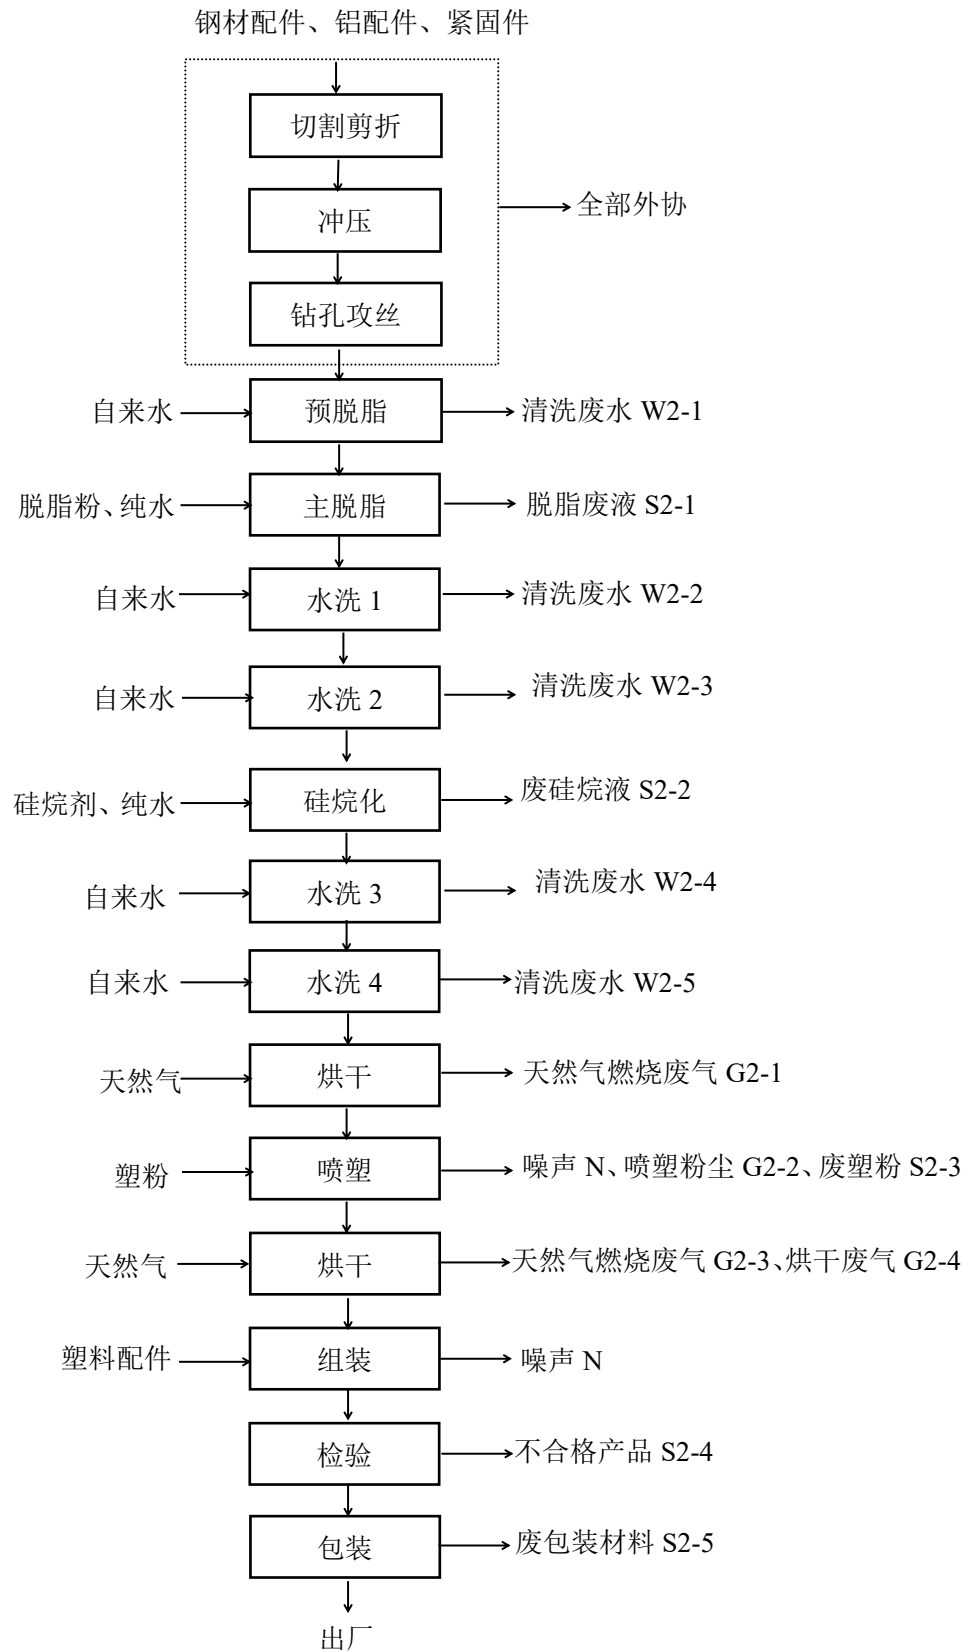 钢材配件、铝配件、紧固件
切割剪折
冲压
全部外协
钻孔攻丝
自来水 预脱脂 清洗废水 W2-1
脱脂粉、纯水 主脱脂 脱脂废液 S2-1
自来水 水洗 1 清洗废水 W2-2
自来水 水洗 2 清洗废水 W2-3
硅烷剂、纯水 硅烷化 废硅烷液 S2-2
自来水 水洗 3 清洗废水 W2-4
自来水 水洗 4 清洗废水 W2-5
天然气 烘干 天然气燃烧废气 G2-1
塑粉 喷塑 噪声 N、喷塑粉尘 G2-2、废塑粉 S2-3
天然气 烘干 天然气燃烧废气 G2-3、烘干废气 G2-4
塑料配件 组装 噪声 N
检验 不合格产品 S2-4
包装 废包装材料 S2-5
出厂